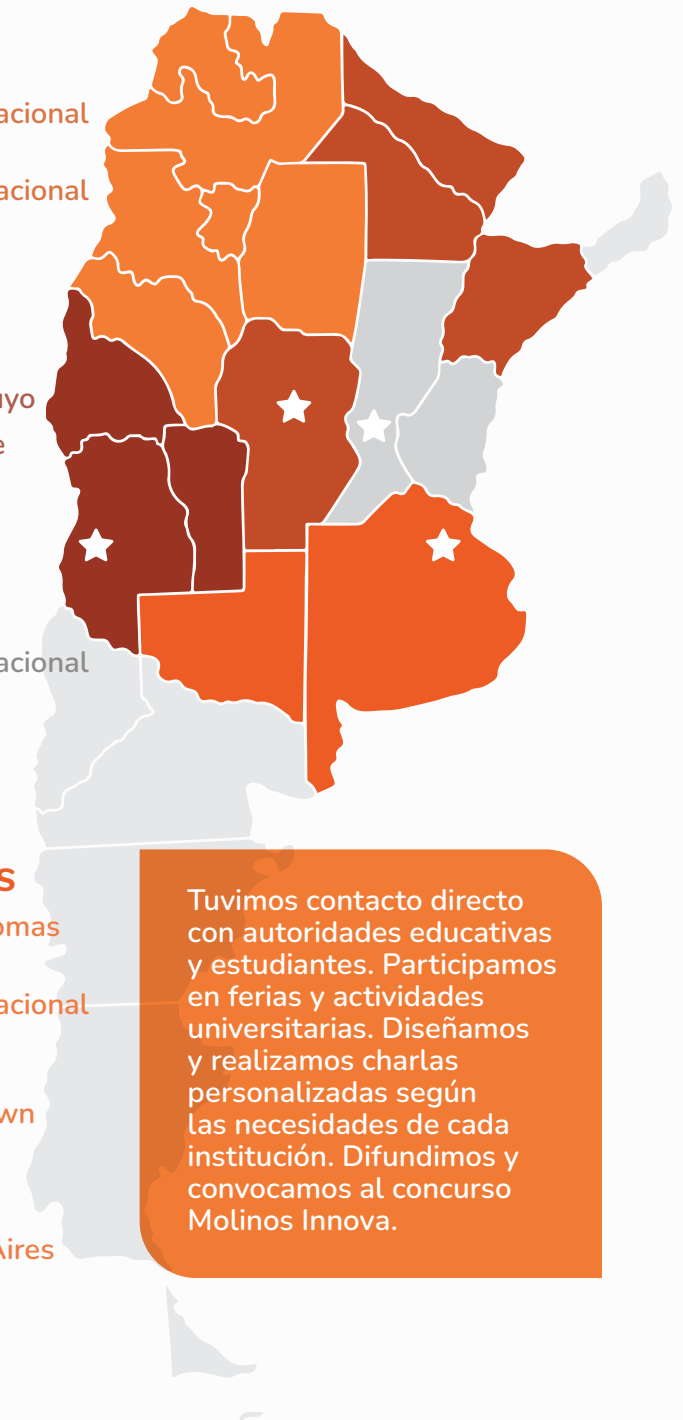 acional
acional
uyo
e
acional
s
omas
acional
wn
Aires
Tuvimos contacto directo
con autoridades educativas
y estudiantes. Participamos
en ferias y actividades
universitarias. Diseñamos
y realizamos charlas
personalizadas según
las necesidades de cada
institución. Difundimos y
convocamos al concurso
Molinos Innova.